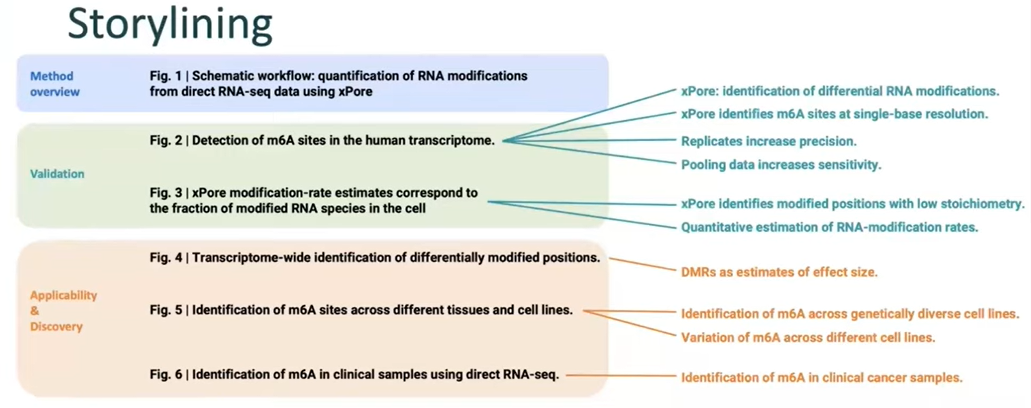 Storylining
Method
overview
Fig. 1 | Schematic workflow: quantification of RNA modifications
from direct RNA-seq data using xPore
xPore: identification of differential RNA modifications.
xPore identifies m6A sites at single-base resolution.
Fig. 2 | Detection of m6A sites in the human transcriptome.
Replicates increase precision.
Pooling data increases sensitivity.
Validation
Fig. 3 | xPore modification-rate estimates correspond to
the fraction of modified RNA species in the cell
xPore identifies modified positions with low stoichiometry.
Quantitative estimation of RNA-modification rates.
Fig. 4 | Transcriptome-wide identification of differentially modified positions.
DMRs as estimates of effect size.
Applicability
&
Discovery
Fig. 5 | Identification of m6A sites across different tissues and cell lines.
Identification of m6A across genetically diverse cell lines.
Variation of m6A across different cell lines.
Fig. 6 | Identification of m6A in clinical samples using direct RNA-seq.
Identification of m6A in clinical cancer samples.